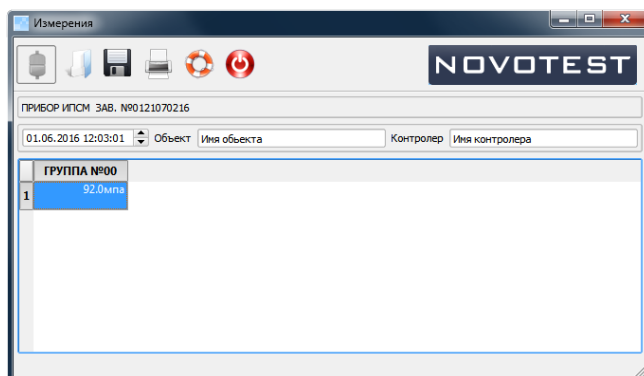 Измерения
NOVOTEST
ПРИБОР ИПСМ ЗАВ. №0121070216
01.06.2016 12:03:01 Объект Имя обьекта Контролер Имя контролера
ГРУППА №00
1 92.0мпа